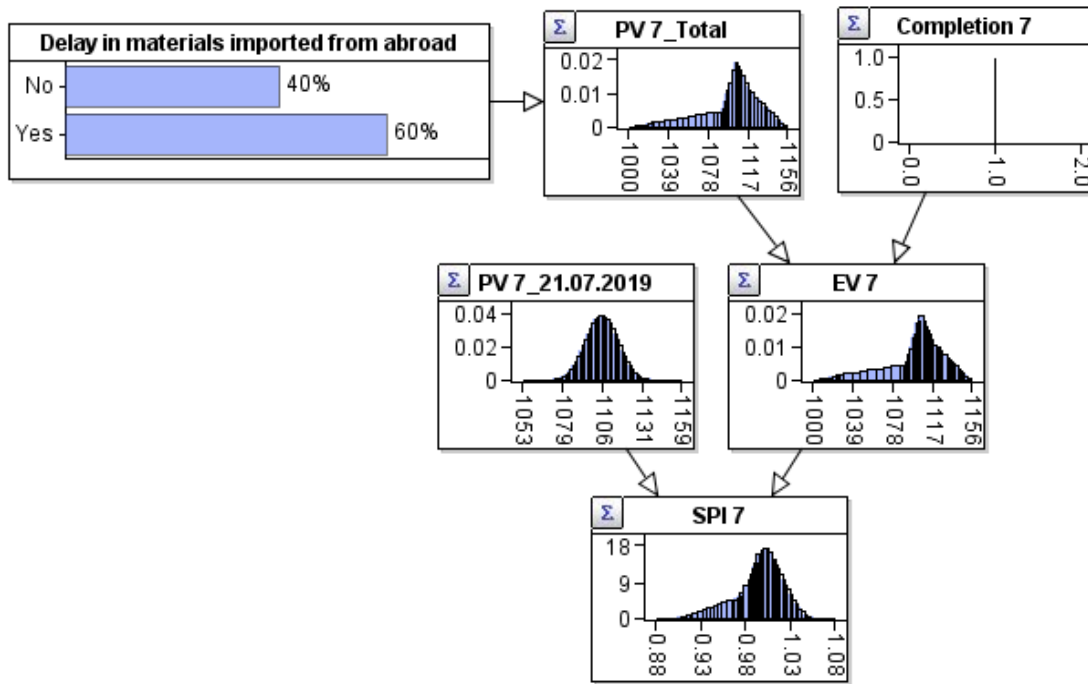 Delay in materials imported from abroad
No 40%
Yes 60%
Σ PV 7_Total
0.02
0.01
0
1000 1039 1078 1117 1156
Σ Completion 7
1.0
0.5
0
0.0 1.0 2.0
Σ PV 7_21.07.2019
0.04
0.02
0
1053 1079 1106 1131 1159
Σ EV 7
0.02
0.01
0
1000 1039 1078 1117 1156
Σ SPI 7
18
9
0
0.88 0.93 0.98 1.03 1.08